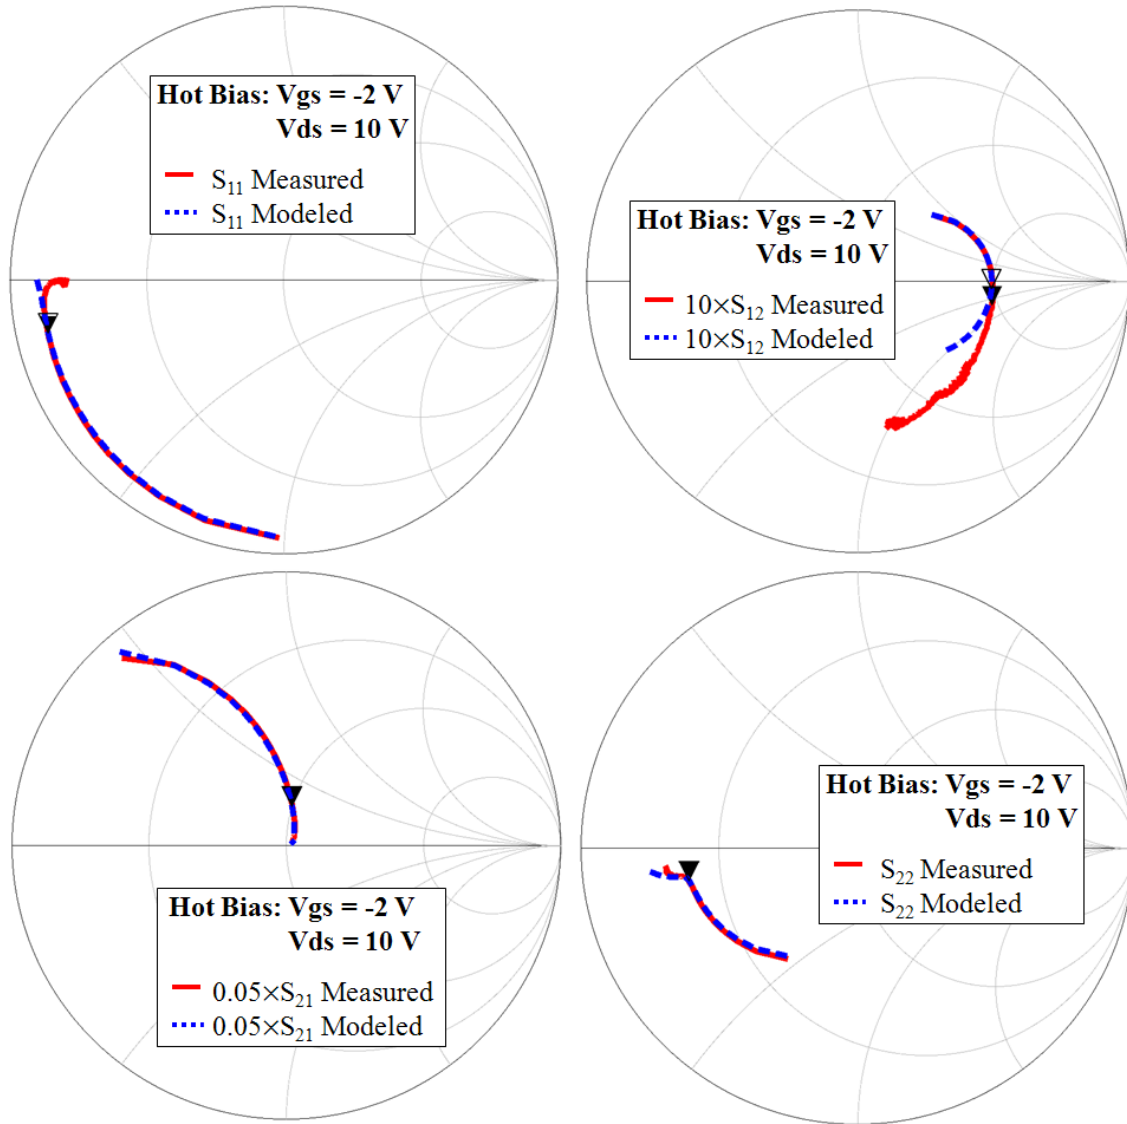 Hot Bias: Vgs = -2 V
Vds = 10 V
S₁₁ Measured
S₁₁ Modeled
Hot Bias: Vgs = -2 V
Vds = 10 V
10×S₁₂ Measured
10×S₁₂ Modeled
Hot Bias: Vgs = -2 V
Vds = 10 V
0.05×S₂₁ Measured
0.05×S₂₁ Modeled
Hot Bias: Vgs = -2 V
Vds = 10 V
S₂₂ Measured
S₂₂ Modeled